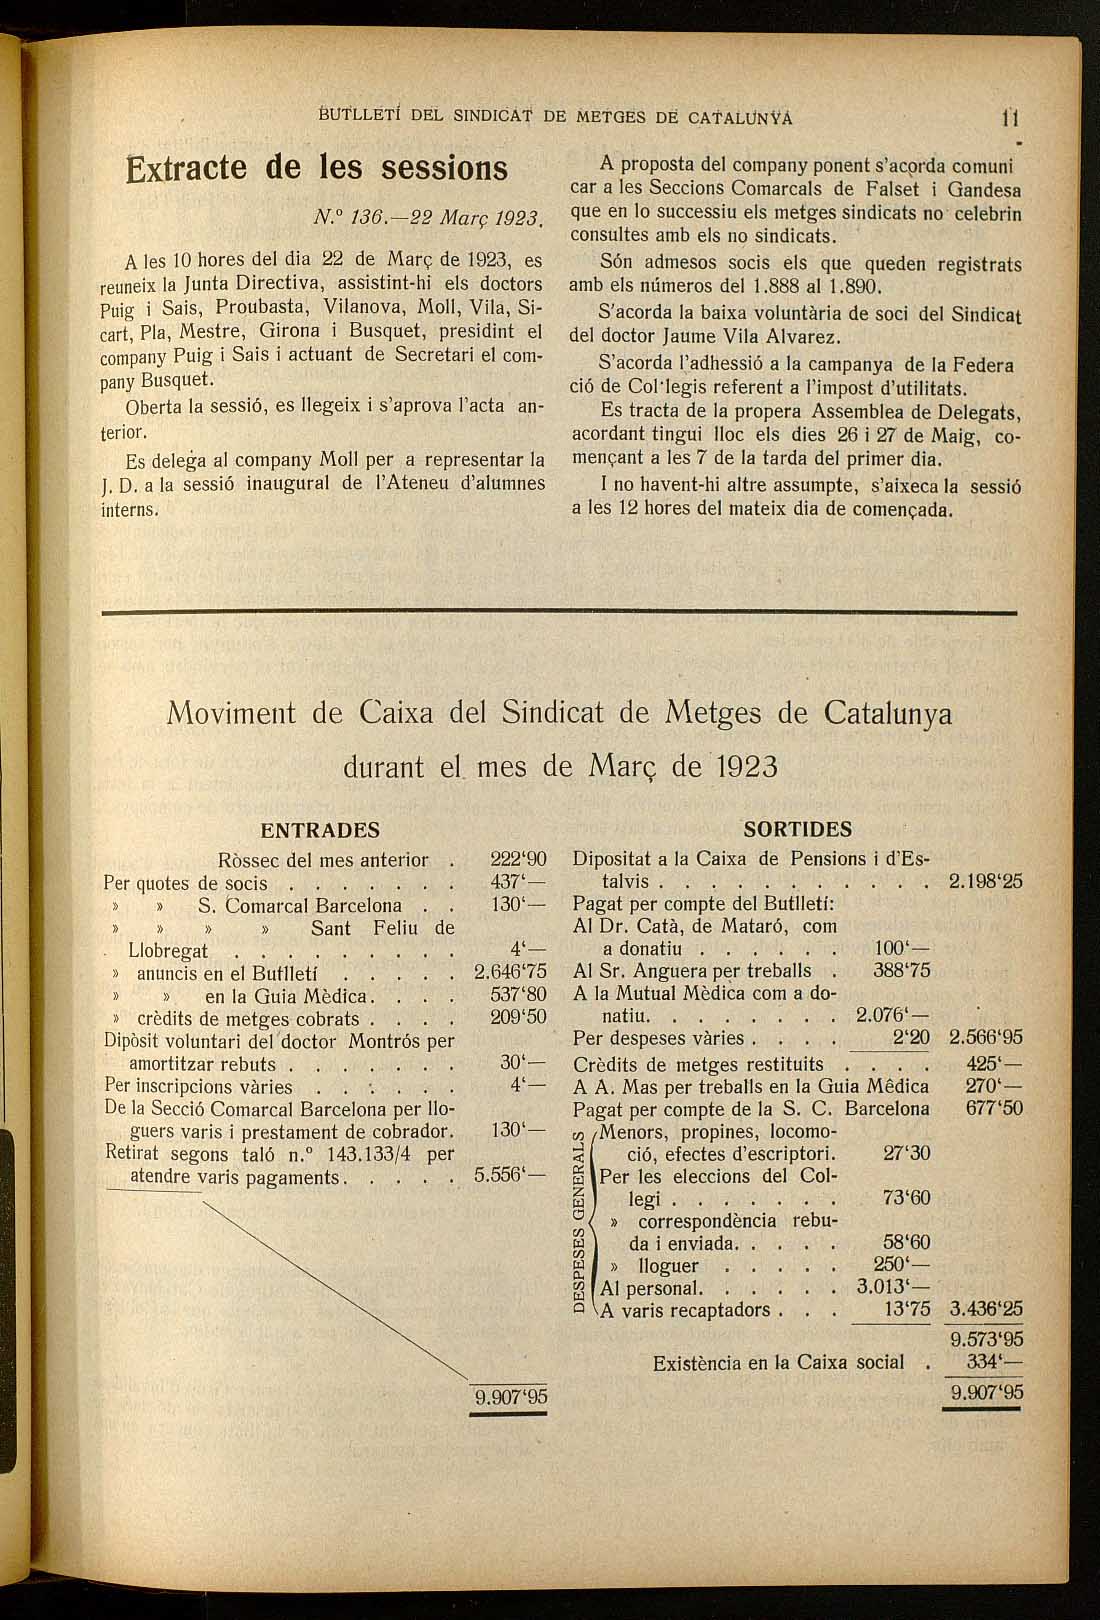 BUTLLETÍ DEL SINDICAT DE METGES DE CATALUNYA 11
Extracte de les sessions
N.º 136.—22 Març 1923.
A les 10 hores del dia 22 de Març de 1923, es
reuneix la Junta Directiva, assistint-hi els doctors
Puig i Sais, Proubasta, Vilanova, Moll, Vila, Si-
cart, Pla, Mestre, Girona i Busquet, presidint el
company Puig i Sais i actuant de Secretari el com-
pany Busquet.
Oberta la sessió, es llegeix i s'aprova l'acta an-
terior.
Es delega al company Moll per a representar la
J. D. a la sessió inaugural de l'Ateneu d'alumnes
interns.
A proposta del company ponent s'acorda comuni
car a les Seccions Comarcals de Falset i Gandesa
que en lo successiu els metges sindicats no celebrin
consultes amb els no sindicats.
Són admesos socis els que queden registrats
amb els números del 1.888 al 1.890.
S'acorda la baixa voluntària de soci del Sindicat
del doctor Jaume Vila Alvarez.
S'acorda l'adhessió a la campanya de la Federa
ció de Col·legis referent a l'impost d'utilitats.
Es tracta de la propera Assemblea de Delegats,
acordant tingui lloc els dies 26 i 27 de Maig, co-
mençant a les 7 de la tarda del primer dia.
I no havent-hi altre assumpte, s'aixeca la sessió
a les 12 hores del mateix dia de començada.
Moviment de Caixa del Sindicat de Metges de Catalunya
durant el mes de Març de 1923
ENTRADES
Ròssec del mes anterior . 222'90
Per quotes de socis . . . . . . . 437'—
» » S. Comarcal Barcelona . . 130'—
» » » » Sant Feliu de
Llobregat . . . . . . . . . 4'—
» anuncis en el Butlletí . . . . . 2.646'75
» » en la Guia Mèdica. . . . 537'80
» crèdits de metges cobrats . . . . 209'50
Dipòsit voluntari del doctor Montrós per
amortitzar rebuts . . . . . . . . 30'—
Per inscripcions vàries . . . . . . 4'—
De la Secció Comarcal Barcelona per llo-
guers varis i prestament de cobrador. 130'—
Retirat segons taló n.º 143.133/4 per
atendre varis pagaments. . . . . . 5.556'—
9.907'95
SORTIDES
Dipositat a la Caixa de Pensions i d'Es-
talvis . . . . . . . . . . . 2.198'25
Pagat per compte del Butlletí:
Al Dr. Catà, de Mataró, com
a donatiu . . . . . . 100'—
Al Sr. Anguera per treballs . 388'75
A la Mutual Mèdica com a do-
natiu. . . . . . . . 2.076'—
Per despeses vàries . . . . 2'20 2.566'95
Crèdits de metges restituits . . . . 425'—
A A. Mas per treballs en la Guia Mêdica 270'—
Pagat per compte de la S. C. Barcelona 677'50
DESPESES GENERALS
Menors, propines, locomo-
ció, efectes d'escriptori. 27'30
Per les eleccions del Col-
legi . . . . . . . 73'60
» correspondència rebu-
da i enviada. . . . . 58'60
» lloguer . . . . . 250'—
Al personal. . . . . . 3.013'—
A varis recaptadors . . . 13'75 3.436'25
9.573'95
Existència en la Caixa social . 334'—
9.907'95